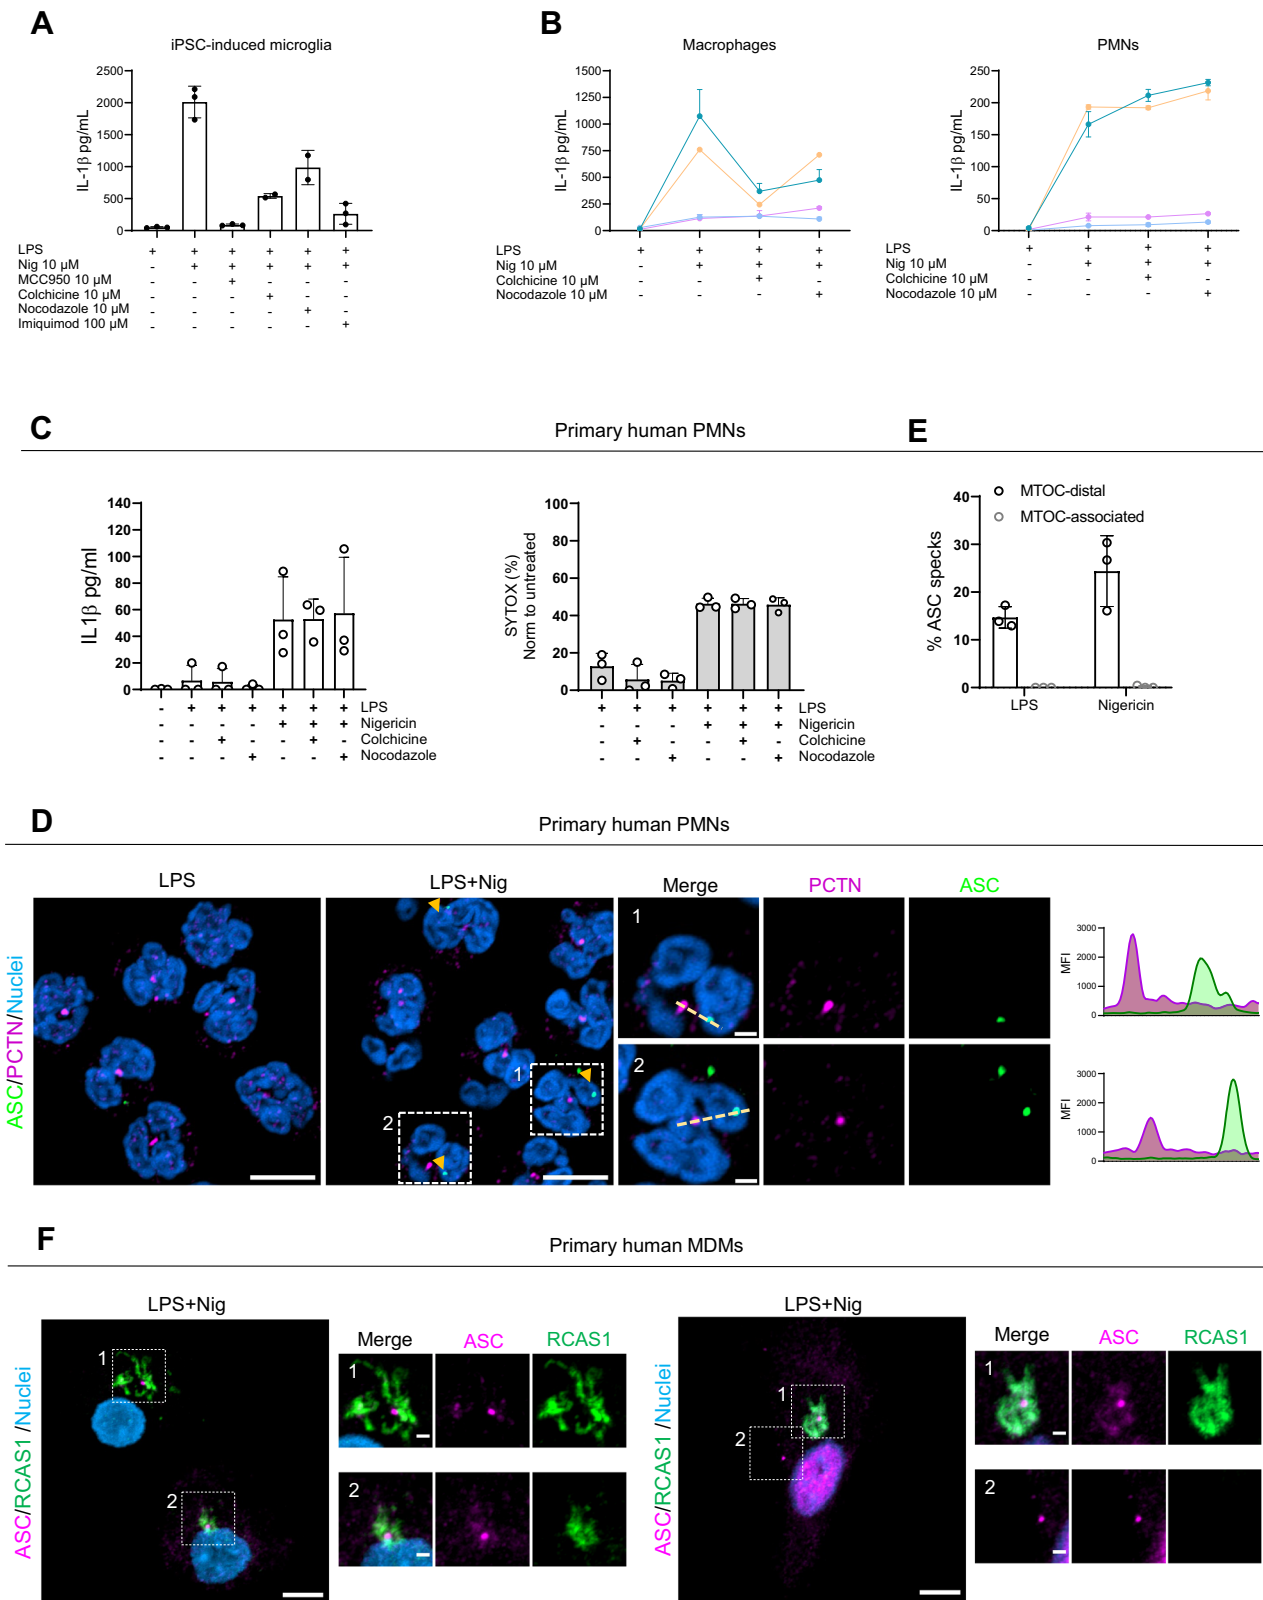 A
iPSC-induced microglia
IL-1β pg/mL
2500
2000
1500
1000
500
0
LPS + + + + + +
Nig 10 µM - + + + + +
MCC950 10 µM - - + - - -
Colchicine 10 µM - - - + - -
Nocodazole 10 µM - - - - + -
Imiquimod 100 µM - - - - - +
B
Macrophages
IL-1β pg/mL
1500
1250
1000
750
500
250
0
LPS + + + +
Nig 10 µM - + + +
Colchicine 10 µM - - + -
Nocodazole 10 µM - - - +
PMNs
IL-1β pg/mL
250
200
150
100
50
0
LPS + + + +
Nig 10 µM - + + +
Colchicine 10 µM - - + -
Nocodazole 10 µM - - - +
C
Primary human PMNs
IL1β pg/ml
140
120
100
80
60
40
20
0
- + + + + + + LPS
- - - - + + + Nigericin
- - + - - + - Colchicine
- - - + - - + Nocodazole
SYTOX (%)
Norm to untreated
100
80
60
40
20
0
+ + + + + + LPS
- - - + + + Nigericin
- + - - + - Colchicine
- - + - - + Nocodazole
E
MTOC-distal
MTOC-associated
% ASC specks
40
30
20
10
0
LPS Nigericin
D
Primary human PMNs
ASC/PCTN/Nuclei
LPS
LPS+Nig
1
2
Merge PCTN ASC
1
2
MFI
3000
2000
1000
0
MFI
3000
2000
1000
0
F
Primary human MDMs
ASC/RCAS1 /Nuclei
LPS+Nig
1
2
Merge ASC RCAS1
1
2
ASC/RCAS1 /Nuclei
LPS+Nig
1
2
Merge ASC RCAS1
1
2